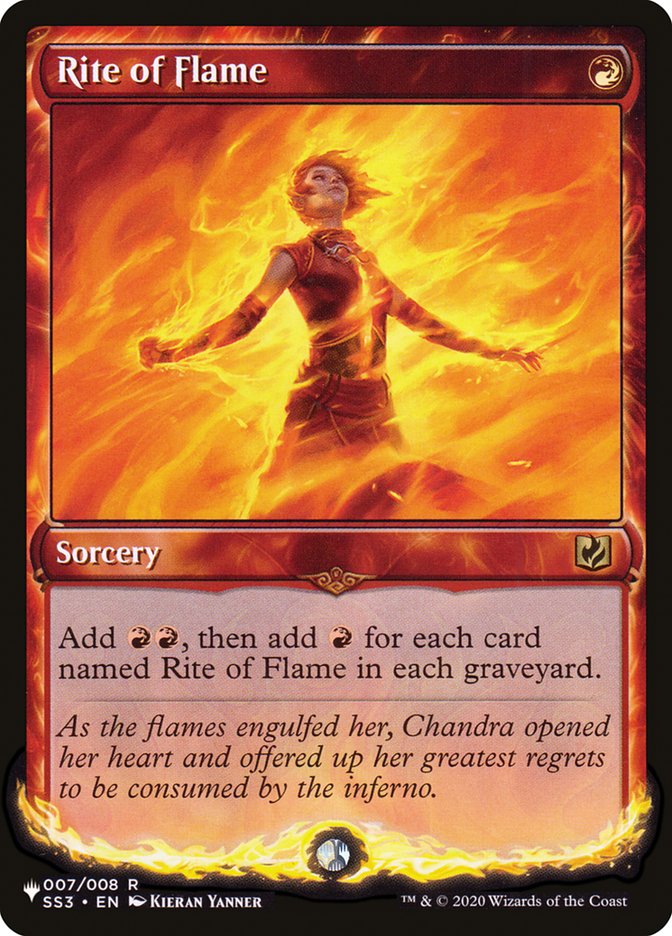 Rite of Flame
Sorcery
Add , then add for each card
named Rite of Flame in each graveyard.
As the flames engulfed her, Chandra opened
her heart and offered up her greatest regrets
to be consumed by the inferno.
007/008 R
SS3 • EN Kieran Yanner
™ & © 2020 Wizards of the Coast